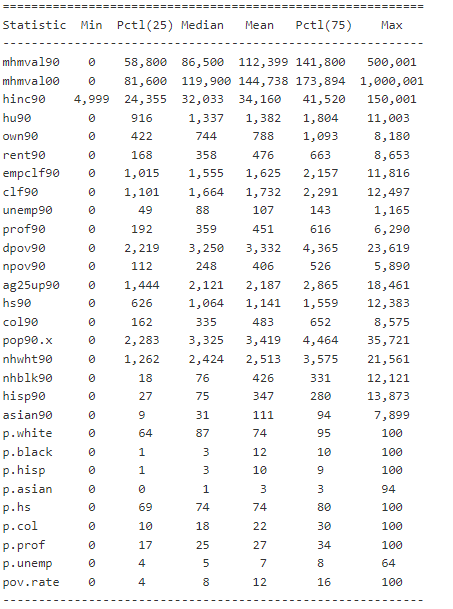 ==========================================================
Statistic Min Pctl(25) Median Mean Pctl(75) Max
----------------------------------------------------------
mhmval90 0 58,800 86,500 112,399 141,800 500,001
mhmval00 0 81,600 119,900 144,738 173,894 1,000,001
hinc90 4,999 24,355 32,033 34,160 41,520 150,001
hu90 0 916 1,337 1,382 1,804 11,003
own90 0 422 744 788 1,093 8,180
rent90 0 168 358 476 663 8,653
empclf90 0 1,015 1,555 1,625 2,157 11,816
clf90 0 1,101 1,664 1,732 2,291 12,497
unemp90 0 49 88 107 143 1,165
prof90 0 192 359 451 616 6,290
dpov90 0 2,219 3,250 3,332 4,365 23,619
npov90 0 112 248 406 526 5,890
ag25up90 0 1,444 2,121 2,187 2,865 18,461
hs90 0 626 1,064 1,141 1,559 12,383
col90 0 162 335 483 652 8,575
pop90.x 0 2,283 3,325 3,419 4,464 35,721
nhwht90 0 1,262 2,424 2,513 3,575 21,561
nhblk90 0 18 76 426 331 12,121
hisp90 0 27 75 347 280 13,873
asian90 0 9 31 111 94 7,899
p.white 0 64 87 74 95 100
p.black 0 1 3 12 10 100
p.hisp 0 1 3 10 9 100
p.asian 0 0 1 3 3 94
p.hs 0 69 74 74 80 100
p.col 0 10 18 22 30 100
p.prof 0 17 25 27 34 100
p.unemp 0 4 5 7 8 64
pov.rate 0 4 8 12 16 100
----------------------------------------------------------